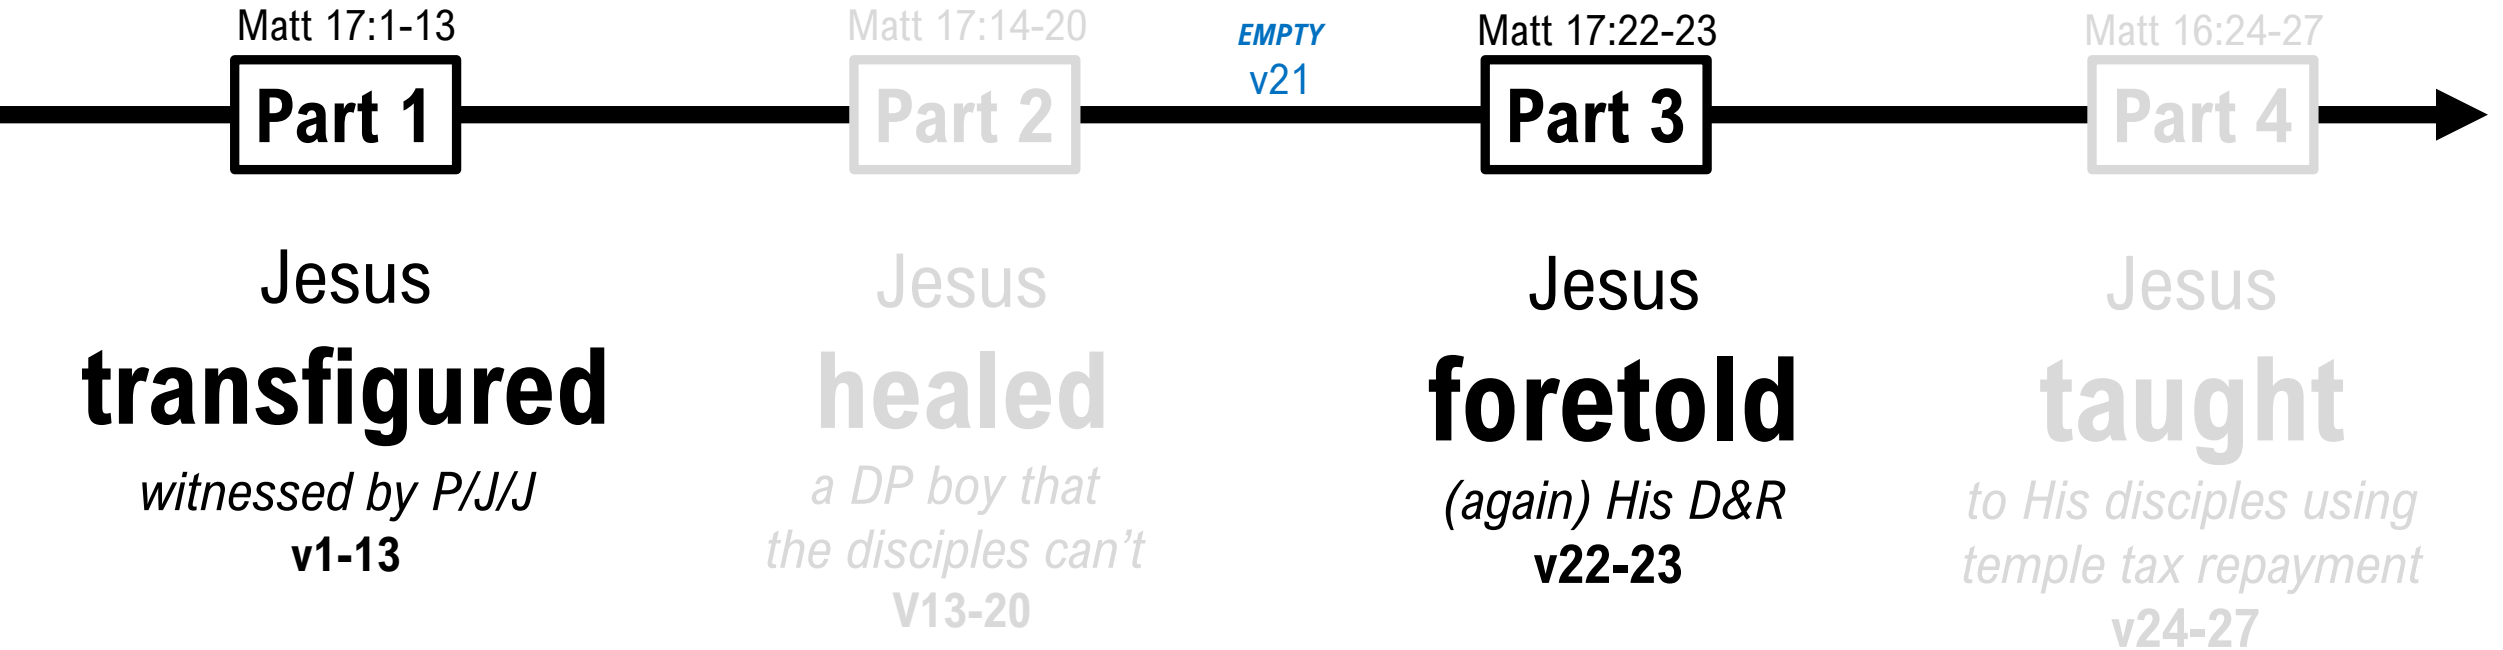 Matt 17:1-13
Part 1
Jesus
transfigured
witnessed by P/J/J
v1-13
Matt 17:14-20
Part 2
Jesus
healed
a DP boy that
the disciples can't
V13-20
EMPTY
v21
Matt 17:22-23
Part 3
Jesus
foretold
(again) His D&R
v22-23
Matt 16:24-27
Part 4
Jesus
taught
to His disciples using
temple tax repayment
v24-27